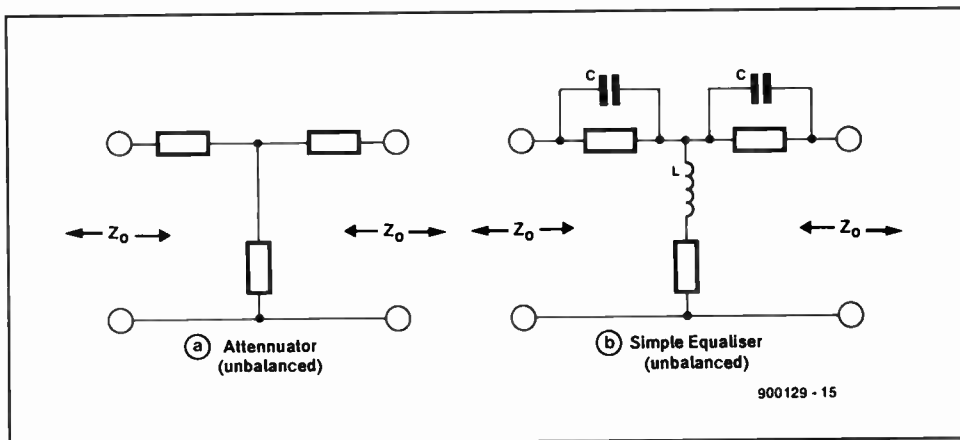 C
C
L
Z₀
Z₀
Z₀
Z₀
a Attennuator
(unbalanced)
b Simple Equaliser
(unbalanced)
900129 - 15